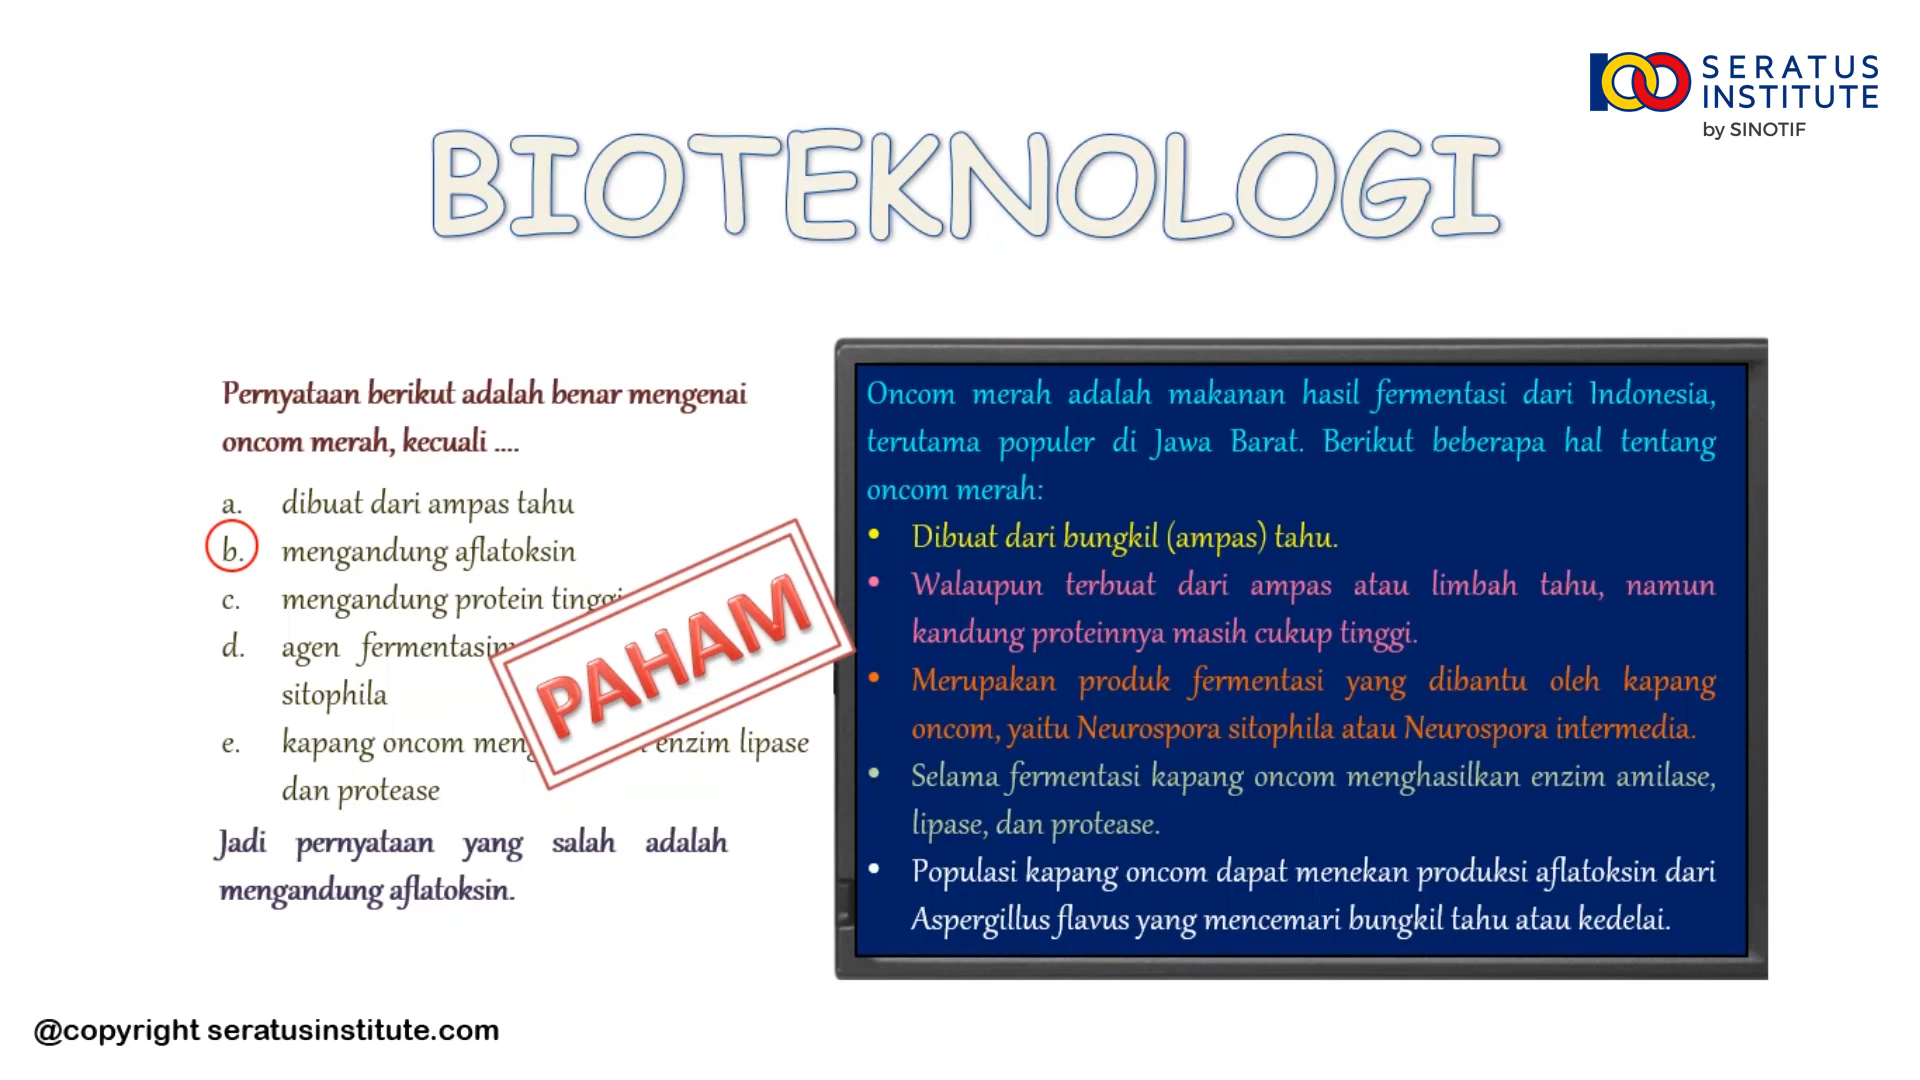 SERATUS
INSTITUTE
by SINOTIF
BIOTEKNOLOGI
Pernyataan berikut adalah benar mengenai
oncom merah, kecuali ....
a. dibuat dari ampas tahu
b. mengandung aflatoksin
c. mengandung protein tinggi
d. agen
sitophila
e. kapang oncom enzim lipase
dan protease
Jadi pernyataan yang salah adalah
mengandung aflatoksin.
PAHAM
Oncom merah adalah makanan hasil fermentasi dari Indonesia,
terutama populer di Jawa Barat. Berikut beberapa hal tentang
oncom merah:
• Dibuat dari bungkil (ampas) tahu.
• Walaupun terbuat dari ampas atau limbah tahu, namun
kandung proteinnya masih cukup tinggi.
• Merupakan produk fermentasi yang dibantu oleh kapang
oncom, yaitu Neurospora sitophila atau Neurospora intermedia.
• Selama fermentasi kapang oncom menghasilkan enzim amilase,
lipase, dan protease.
• Populasi kapang oncom dapat menekan produksi aflatoksin dari
Aspergillus flavus yang mencemari bungkil tahu atau kedelai.
@copyright seratusinstitute.com